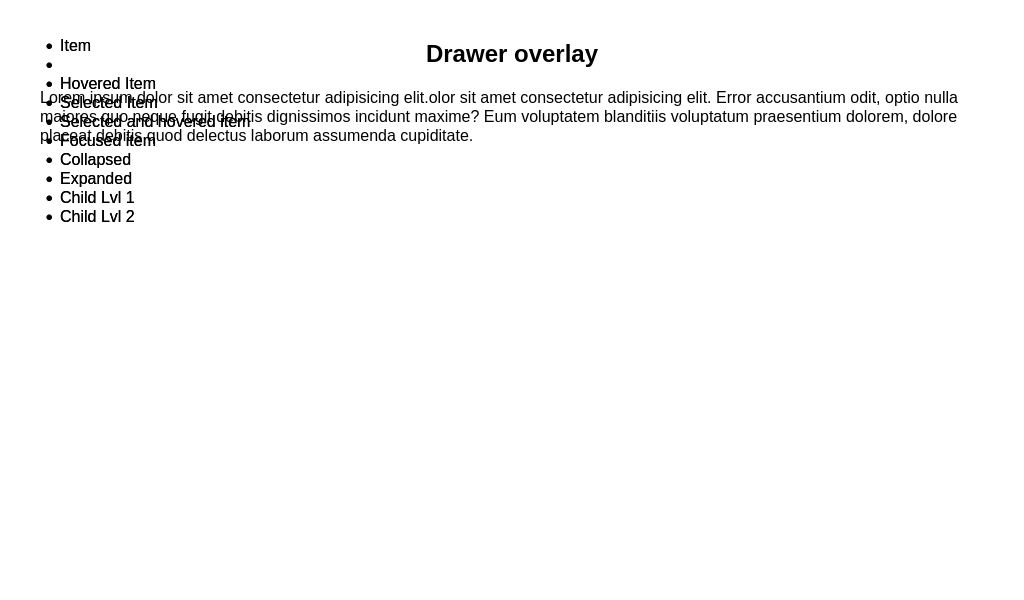 Item
Hovered Item
Selected Item
Selected and hovered Item
Focused item
Collapsed
Expanded
Child Lvl 1
Child Lvl 2
Drawer overlay
Lorem ipsum dolor sit amet consectetur adipisicing elit.olor sit amet consectetur adipisicing elit. Error accusantium odit, optio nulla
maiores quo neque fugit debitis dignissimos incidunt maxime? Eum voluptatem blanditiis voluptatum praesentium dolorem, dolore
placeat debitis quod delectus laborum assumenda cupiditate.